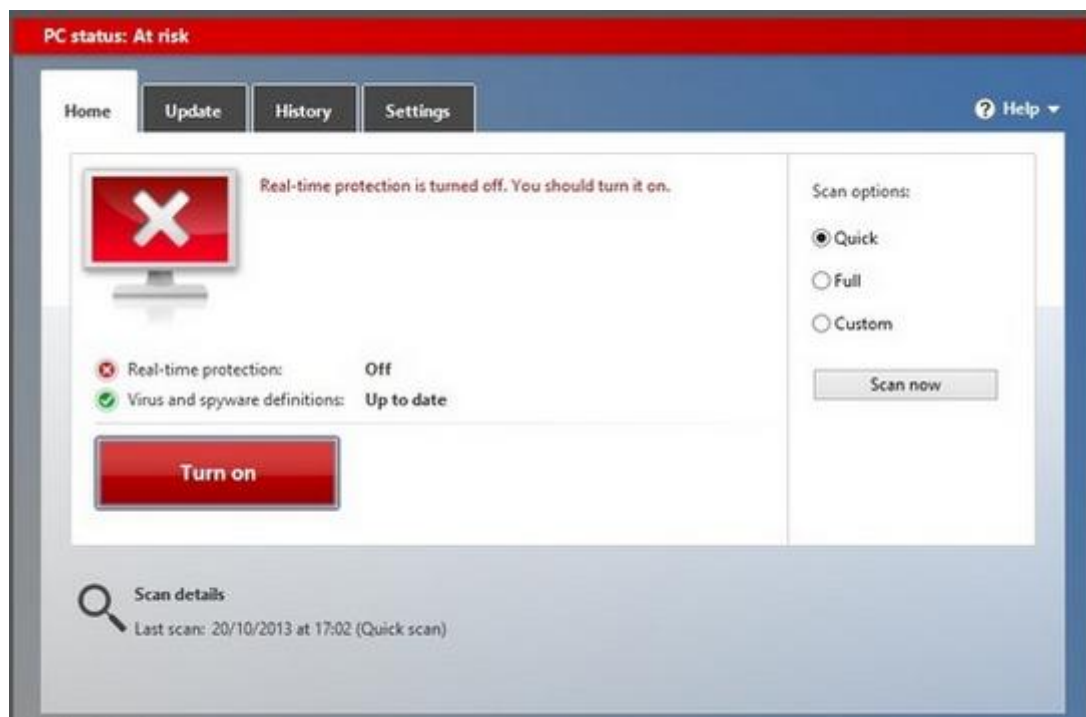 PC status: At risk
Home Update History Settings Help
Real-time protection is turned off. You should turn it on.
Scan options:
Quick
Full
Custom
Scan now
Real-time protection: Off
Virus and spyware definitions: Up to date
Turn on
Scan details
Last scan: 20/10/2013 at 17:02 (Quick scan)